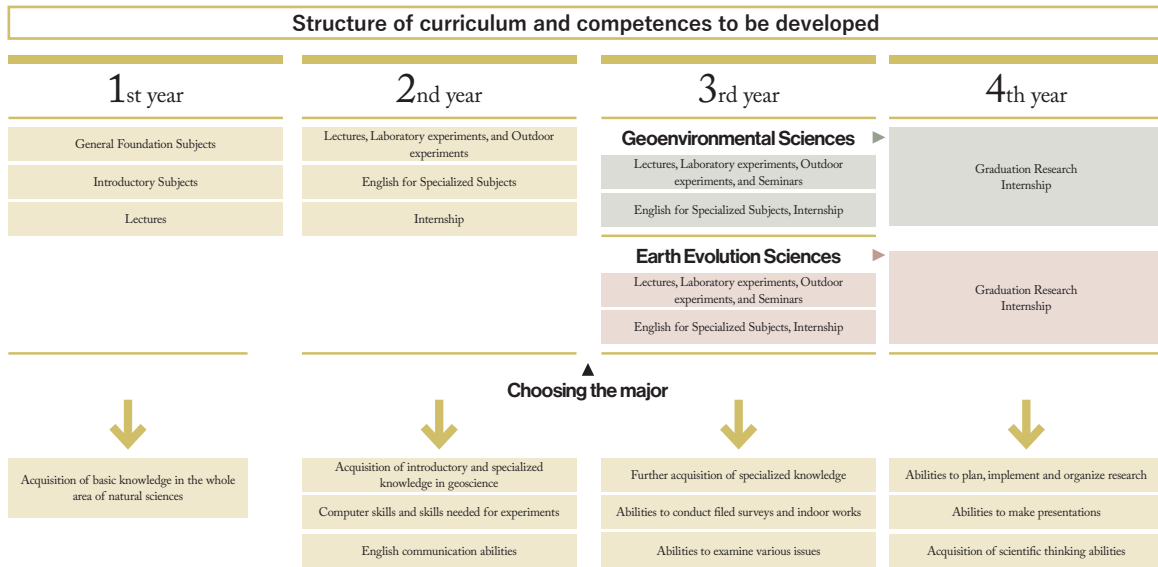 Structure of curriculum and competences to be developed
1st year
General Foundation Subjects
Introductory Subjects
Lectures
2nd year
Lectures, Laboratory experiments, and Outdoor
experiments
English for Specialized Subjects
Internship
3rd year
Geoenvironmental Sciences
Lectures, Laboratory experiments, Outdoor
experiments, and Seminars
English for Specialized Subjects, Internship
Earth Evolution Sciences
Lectures, Laboratory experiments, Outdoor
experiments, and Seminars
English for Specialized Subjects, Internship
4th year
Graduation Research
Internship
Graduation Research
Internship
Choosing the major
Acquisition of basic knowledge in the whole
area of natural sciences
Acquisition of introductory and specialized
knowledge in geoscience
Computer skills and skills needed for experiments
English communication abilities
Further acquisition of specialized knowledge
Abilities to conduct filed surveys and indoor works
Abilities to examine various issues
Abilities to plan, implement and organize research
Abilities to make presentations
Acquisition of scientific thinking abilities